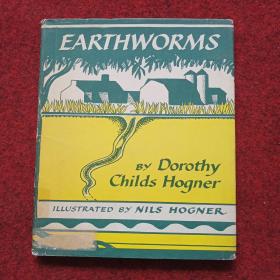 EARTHWORMS
BY Dorothy
Childs Hogner
ILLUSTRATED BY NILS HOGNER